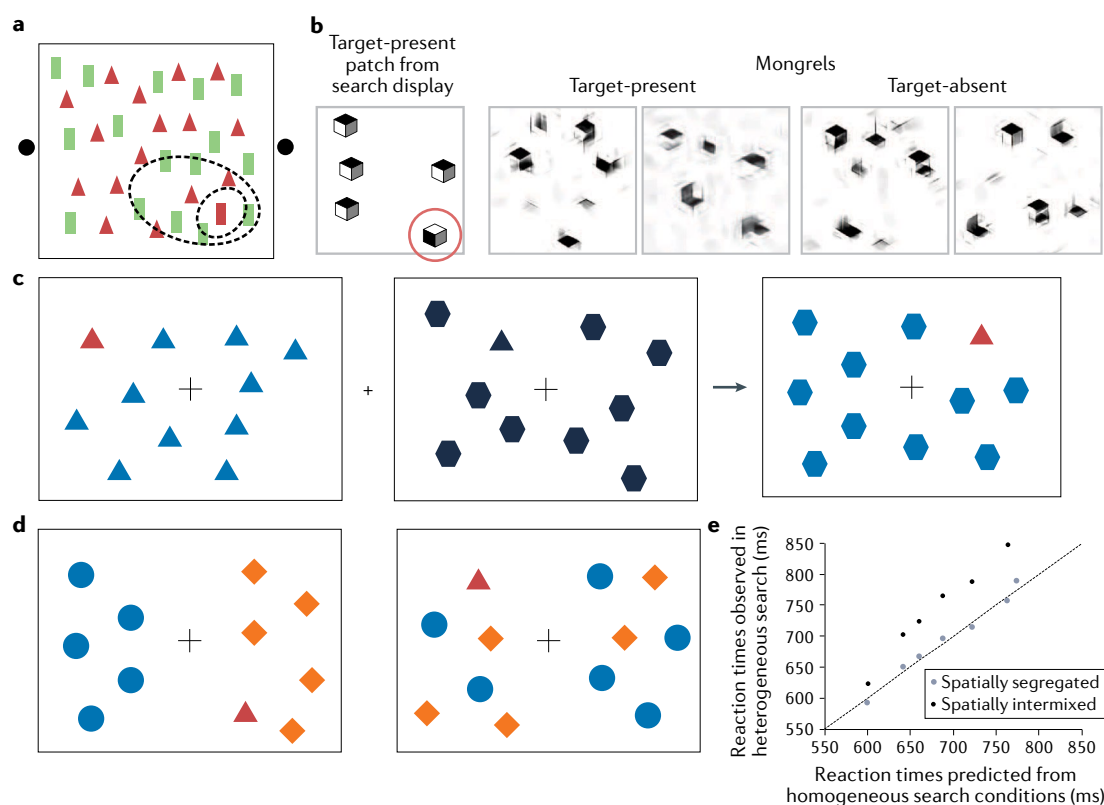 a
b
Target-present
patch from
search display
Mongrels
Target-present
Target-absent
c
+
d
e
Reaction times observed in
heterogeneous search (ms)
850
800
750
700
650
600
550
Spatially segregated
Spatially intermixed
550 600 650 700 750 800 850
Reaction times predicted from
homogeneous search conditions (ms)